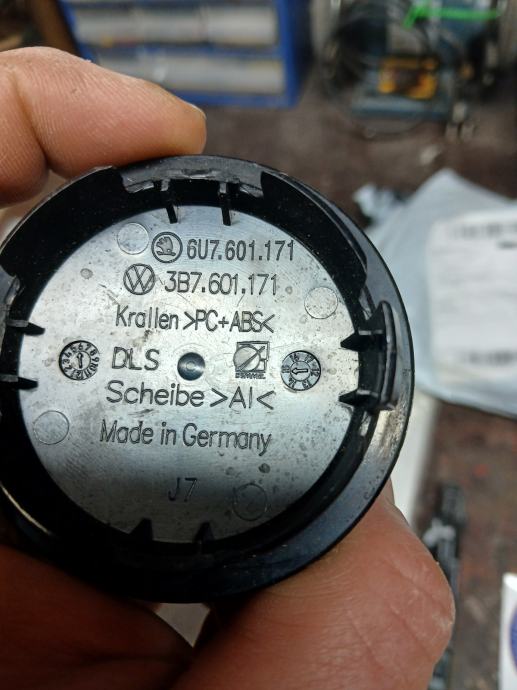 6U7.601.171
3B7.601.171
Krallen >PC+ABS<
DLS
Scheibe >Al<
Made in Germany
J7